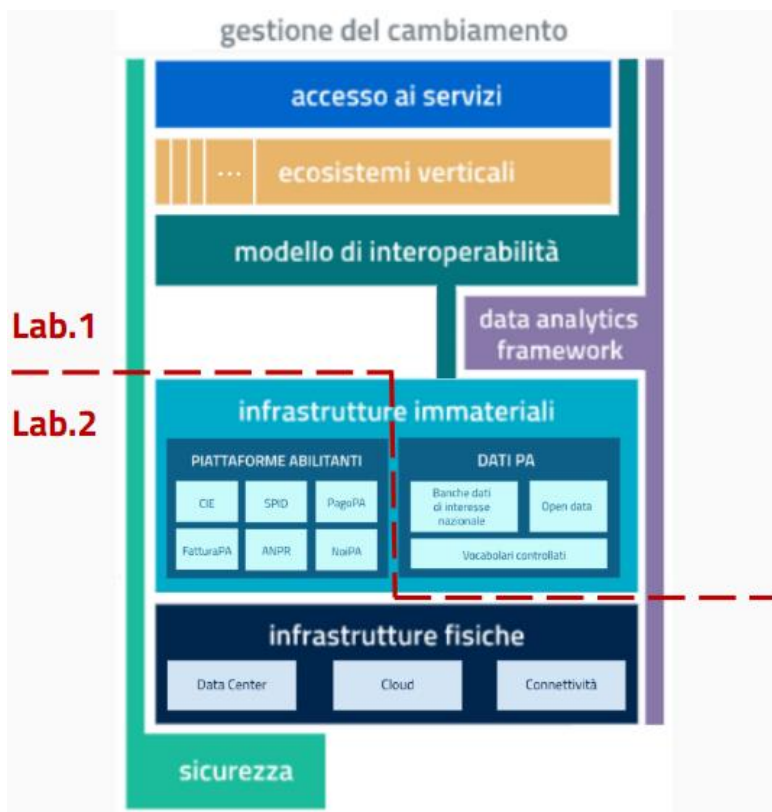 gestione del cambiamento
accesso ai servizi
... ecosistemi verticali
modello di interoperabilità
Lab.1
data analytics
framework
Lab.2
infrastrutture immateriali
PIATTAFORME ABILITANTI
CIE SPID PagoPA
FatturaPA ANPR NoiPA
DATI PA
Banche dati
di interesse
nazionale
Open data
Vocabolari controllati
infrastrutture fisiche
Data Center Cloud Connettività
sicurezza